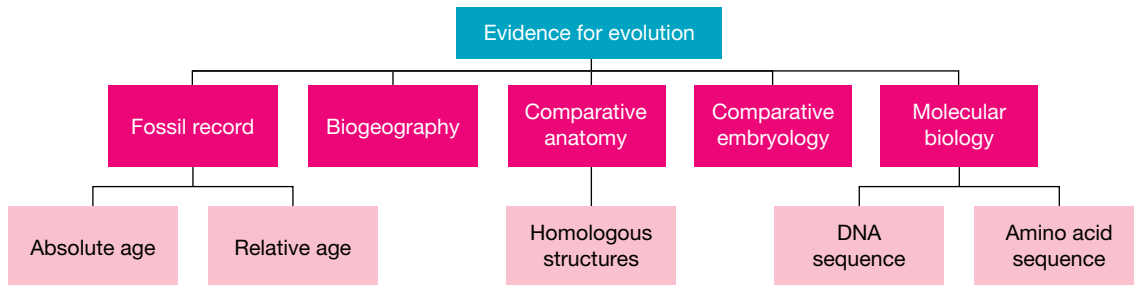 Evidence for evolution
Fossil record
Biogeography
Comparative
anatomy
Comparative
embryology
Molecular
biology
Absolute age
Relative age
Homologous
structures
DNA
sequence
Amino acid
sequence